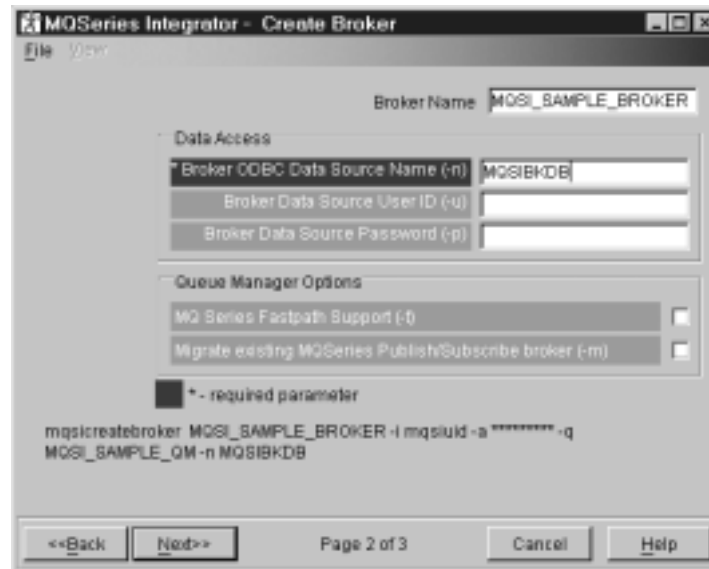 MQSeries Integrator - Create Broker
File View
Broker Name MQSI_SAMPLE_BROKER
Data Access
* Broker ODBC Data Source Name (-n) MQSIBKDB
Broker Data Source User ID (-u)
Broker Data Source Password (-p)
Queue Manager Options
MQ Series Fastpath Support (-t)
Migrate existing MQSeries Publish/Subscribe broker (-m)
* - required parameter
mqsicreatebroker MQSI_SAMPLE_BROKER -i mqsiuid -a ********* -q
MQSI_SAMPLE_QM -n MQSIBKDB
<<Back Next>> Page 2 of 3 Cancel Help